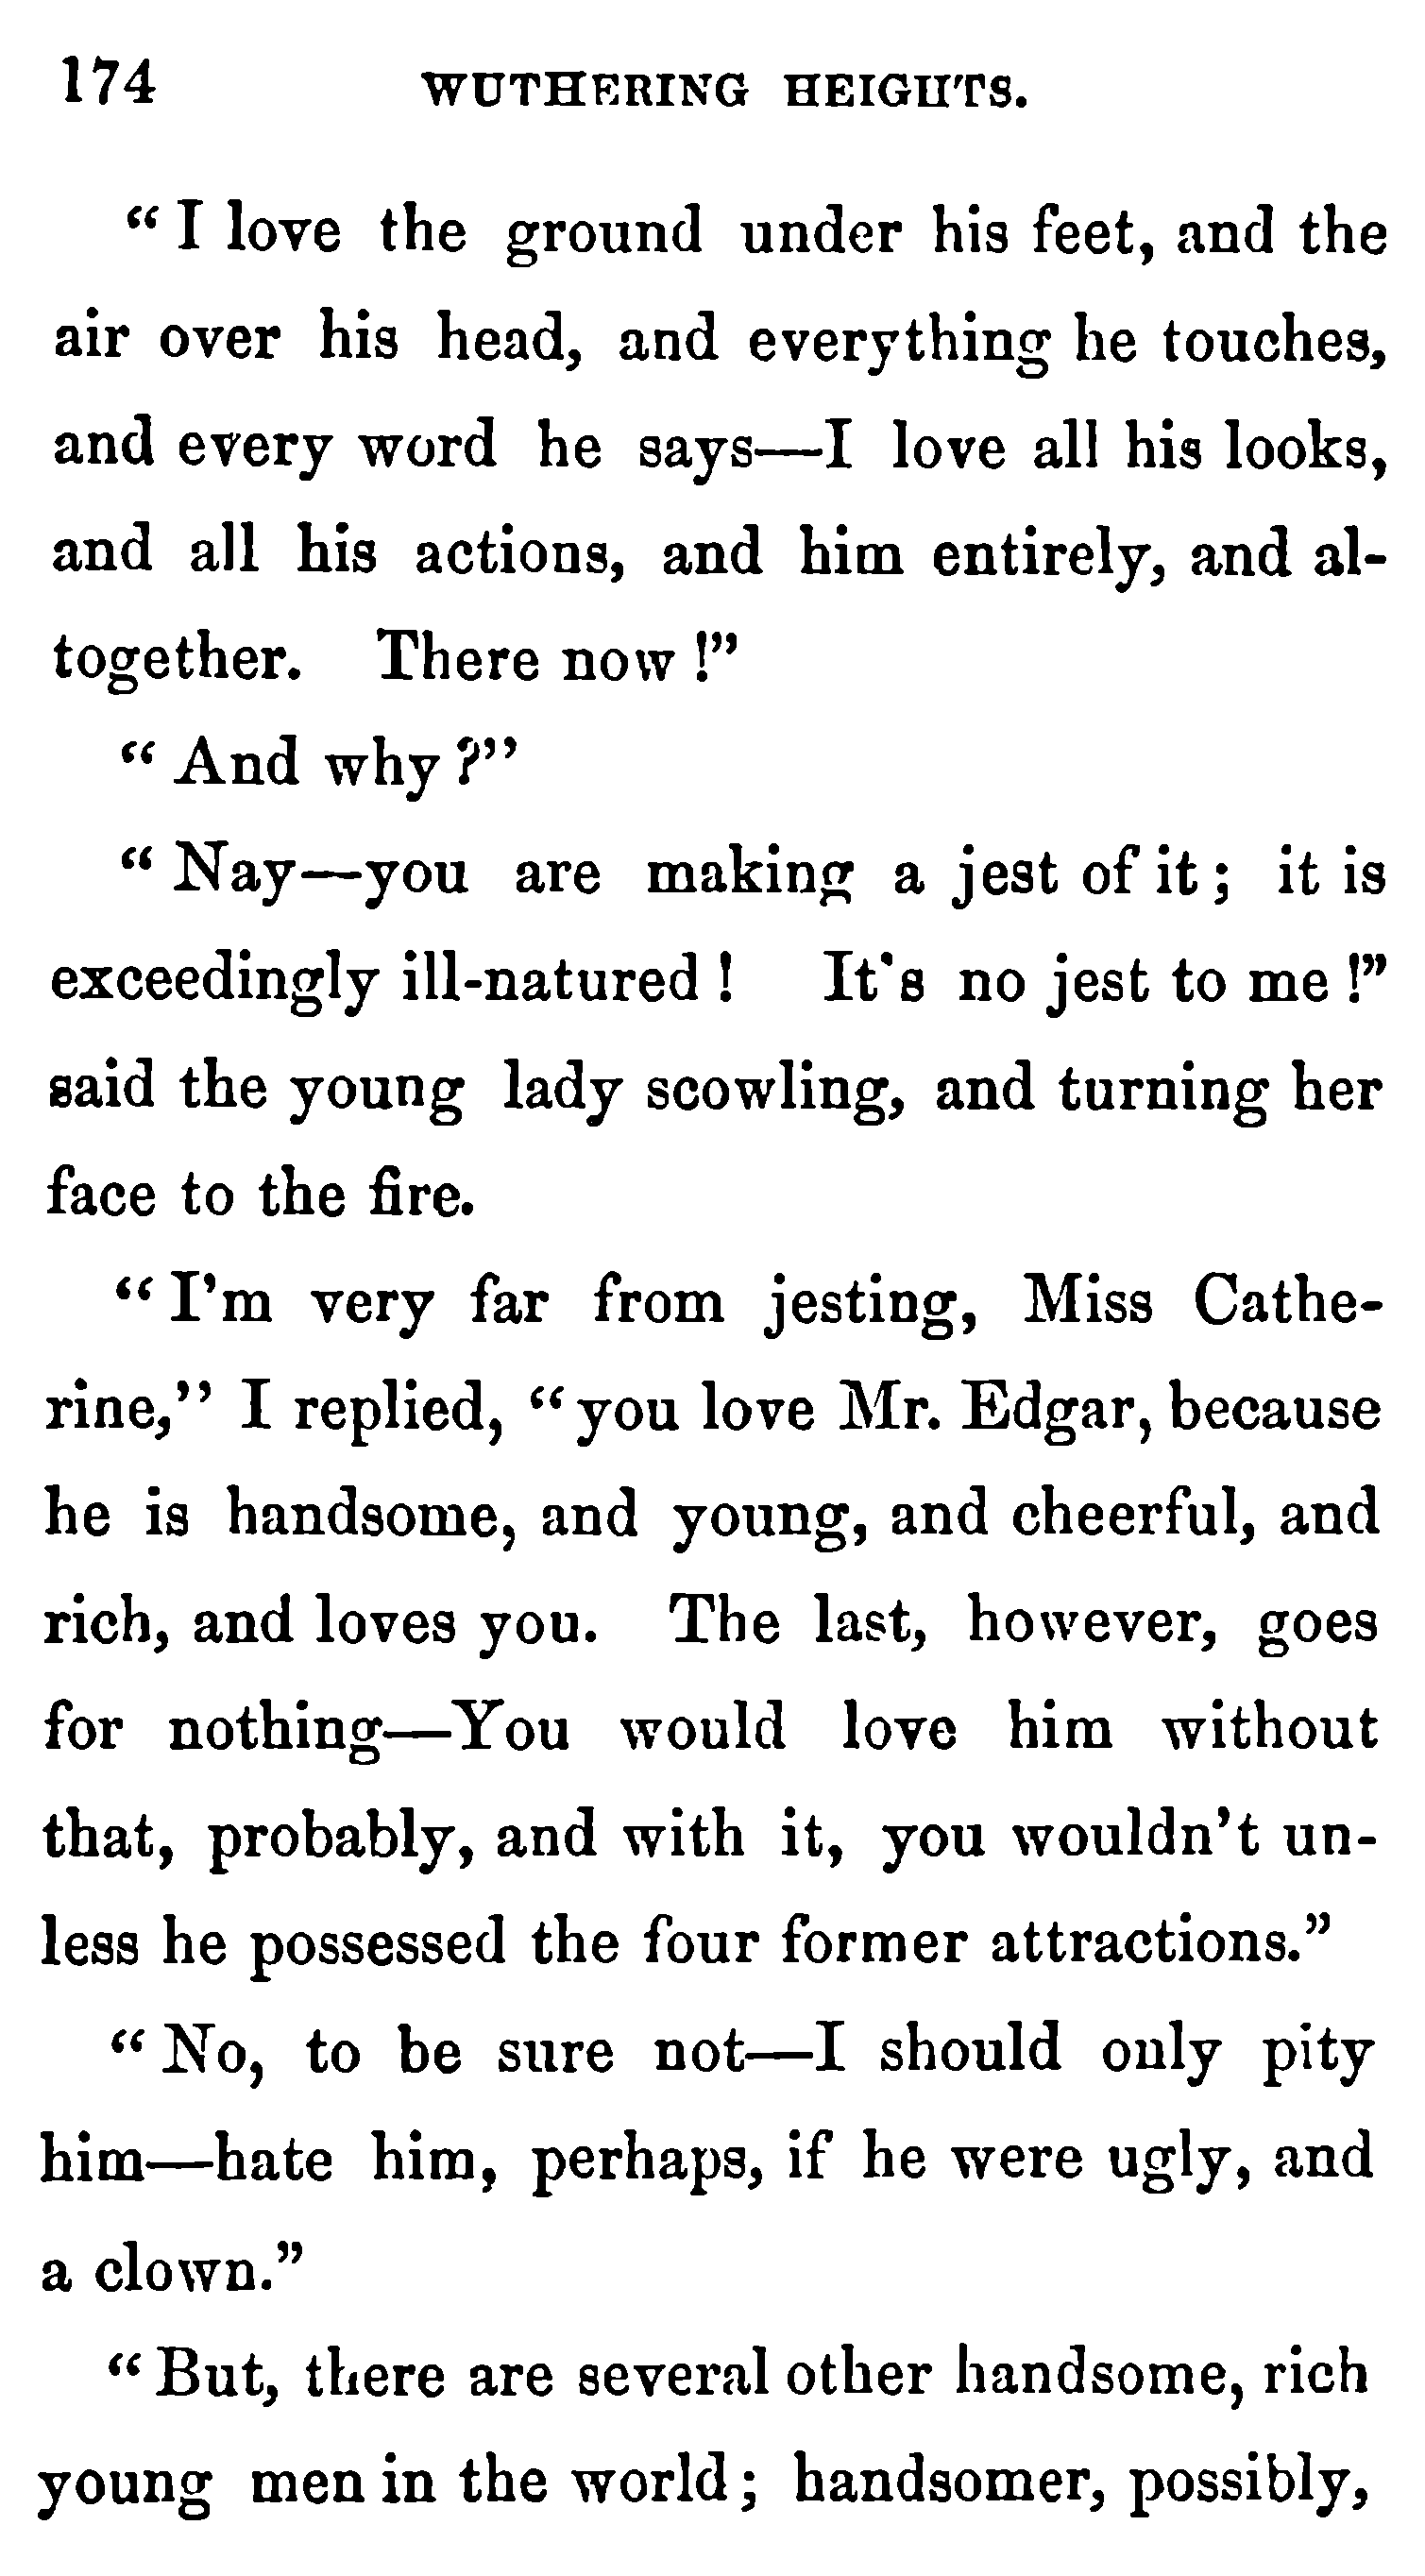 174 WUTHERING HEIGHTS.
“ I love the ground under his feet, and the
air over his head, and everything he touches,
and every word he says—I love all his looks,
and all his actions, and him entirely, and al-
together. There now !”
“ And why ?”
“ Nay—you are making a jest of it ; it is
exceedingly ill-natured ! It's no jest to me !”
said the young lady scowling, and turning her
face to the fire.
“ I’m very far from jesting, Miss Cathe-
rine,” I replied, “ you love Mr. Edgar, because
he is handsome, and young, and cheerful, and
rich, and loves you. The last, however, goes
for nothing—You would love him without
that, probably, and with it, you wouldn’t un-
less he possessed the four former attractions.”
“ No, to be sure not—I should only pity
him—hate him, perhaps, if he were ugly, and
a clown.”
“ But, there are several other handsome, rich
young men in the world ; handsomer, possibly,